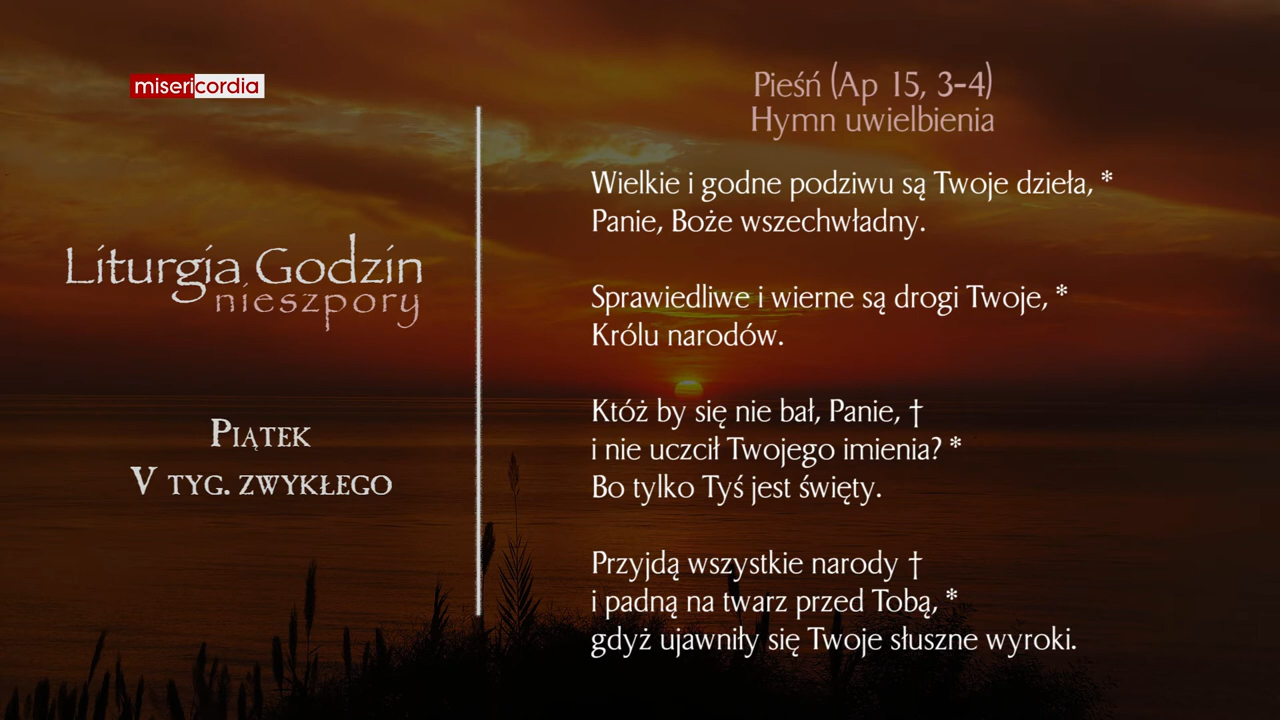 misericordia
Liturgia Godzin
nieszpory
Piątek
V tyg. zwykłego
Pieśń (Ap 15, 3-4)
Hymn uwielbienia
Wielkie i godne podziwu są Twoje dzieła, *
Panie, Boże wszechwładny.
Sprawiedliwe i wierne są drogi Twoje, *
Królu narodów.
Któż by się nie bał, Panie, †
i nie uczcił Twojego imienia? *
Bo tylko Tyś jest święty.
Przyjdą wszystkie narody †
i padną na twarz przed Tobą, *
gdyż ujawniły się Twoje słuszne wyroki.